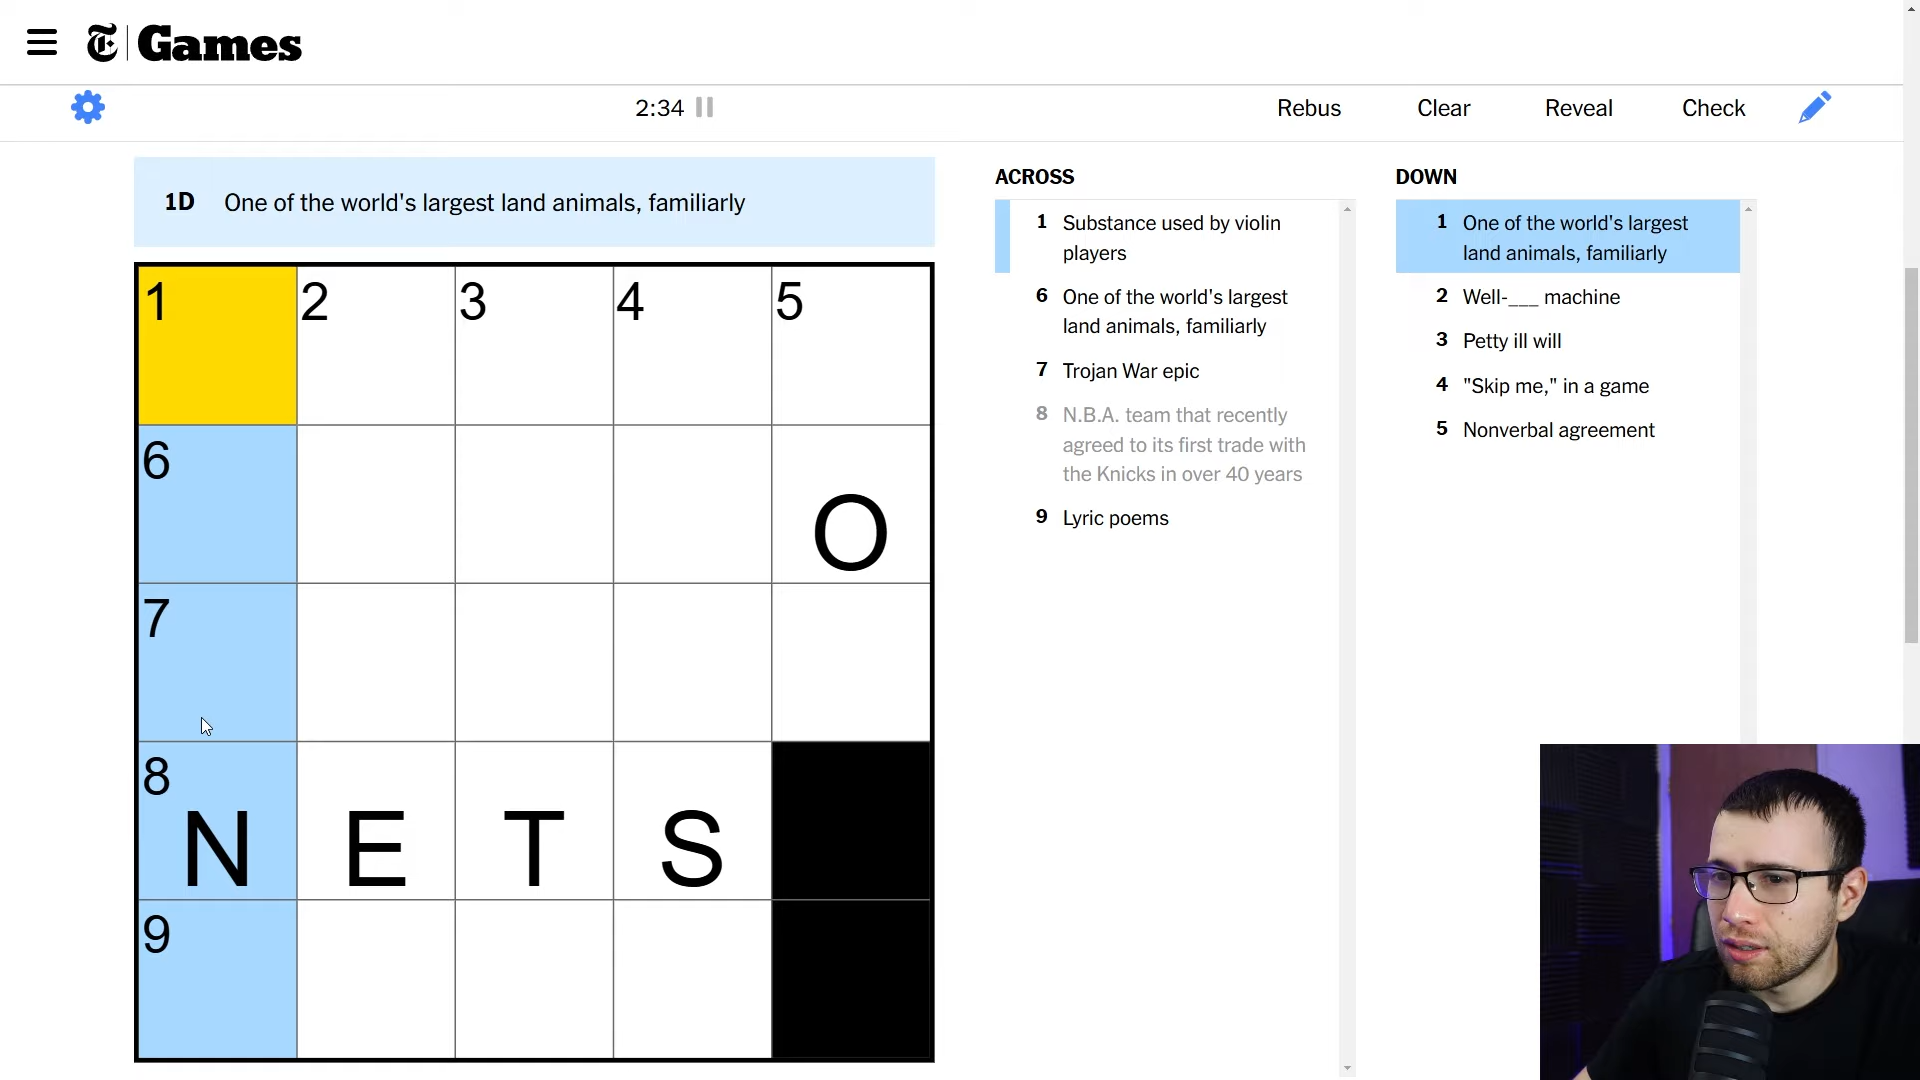 T Games
2:34
Rebus
Clear
Reveal
Check
1D One of the world's largest land animals, familiarly
1
2
3
4
5
6
O
7
8
N E T S
9
ACROSS
1 Substance used by violin
players
6 One of the world's largest
land animals, familiarly
7 Trojan War epic
8 N.B.A. team that recently
agreed to its first trade with
the Knicks in over 40 years
9 Lyric poems
DOWN
1 One of the world's largest
land animals, familiarly
2 Well-___ machine
3 Petty ill will
4 "Skip me," in a game
5 Nonverbal agreement